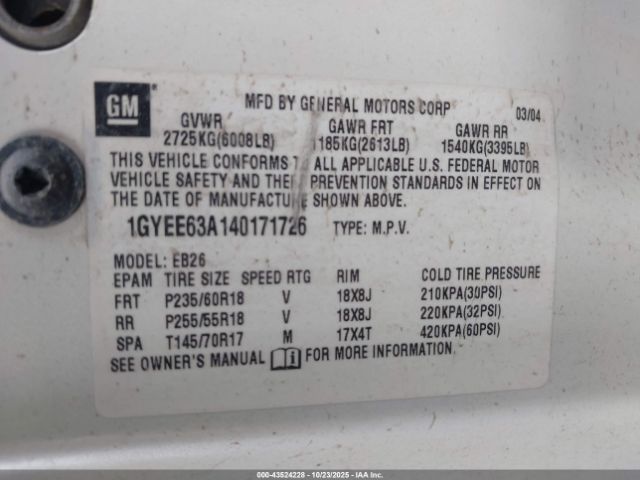 GM
MFD BY GENERAL MOTORS CORP 03/04
GVWR GAWR FRT GAWR RR
2725KG(6008LB) 1185KG(2613LB) 1540KG(3395LB)
THIS VEHICLE CONFORMS ALL APPLICABLE U.S. FEDERAL MOTOR
VEHICLE SAFETY AND PREVENTION STANDARDS IN EFFECT ON
THE DATE OF MANUFACTURE SHOWN ABOVE.
1GYEE63A140171726 TYPE: M.P.V.
MODEL: EB26
EPAM TIRE SIZE SPEED RTG RIM COLD TIRE PRESSURE
FRT P235/60R18 V 18X8J 210KPA(30PSI)
RR P255/55R18 V 18X8J 220KPA(32PSI)
SPA T145/70R17 M 17X4T 420KPA(60PSI)
SEE OWNER'S MANUAL FOR MORE INFORMATION
000-43524228 - 10/23/2025 - IAAI.COM